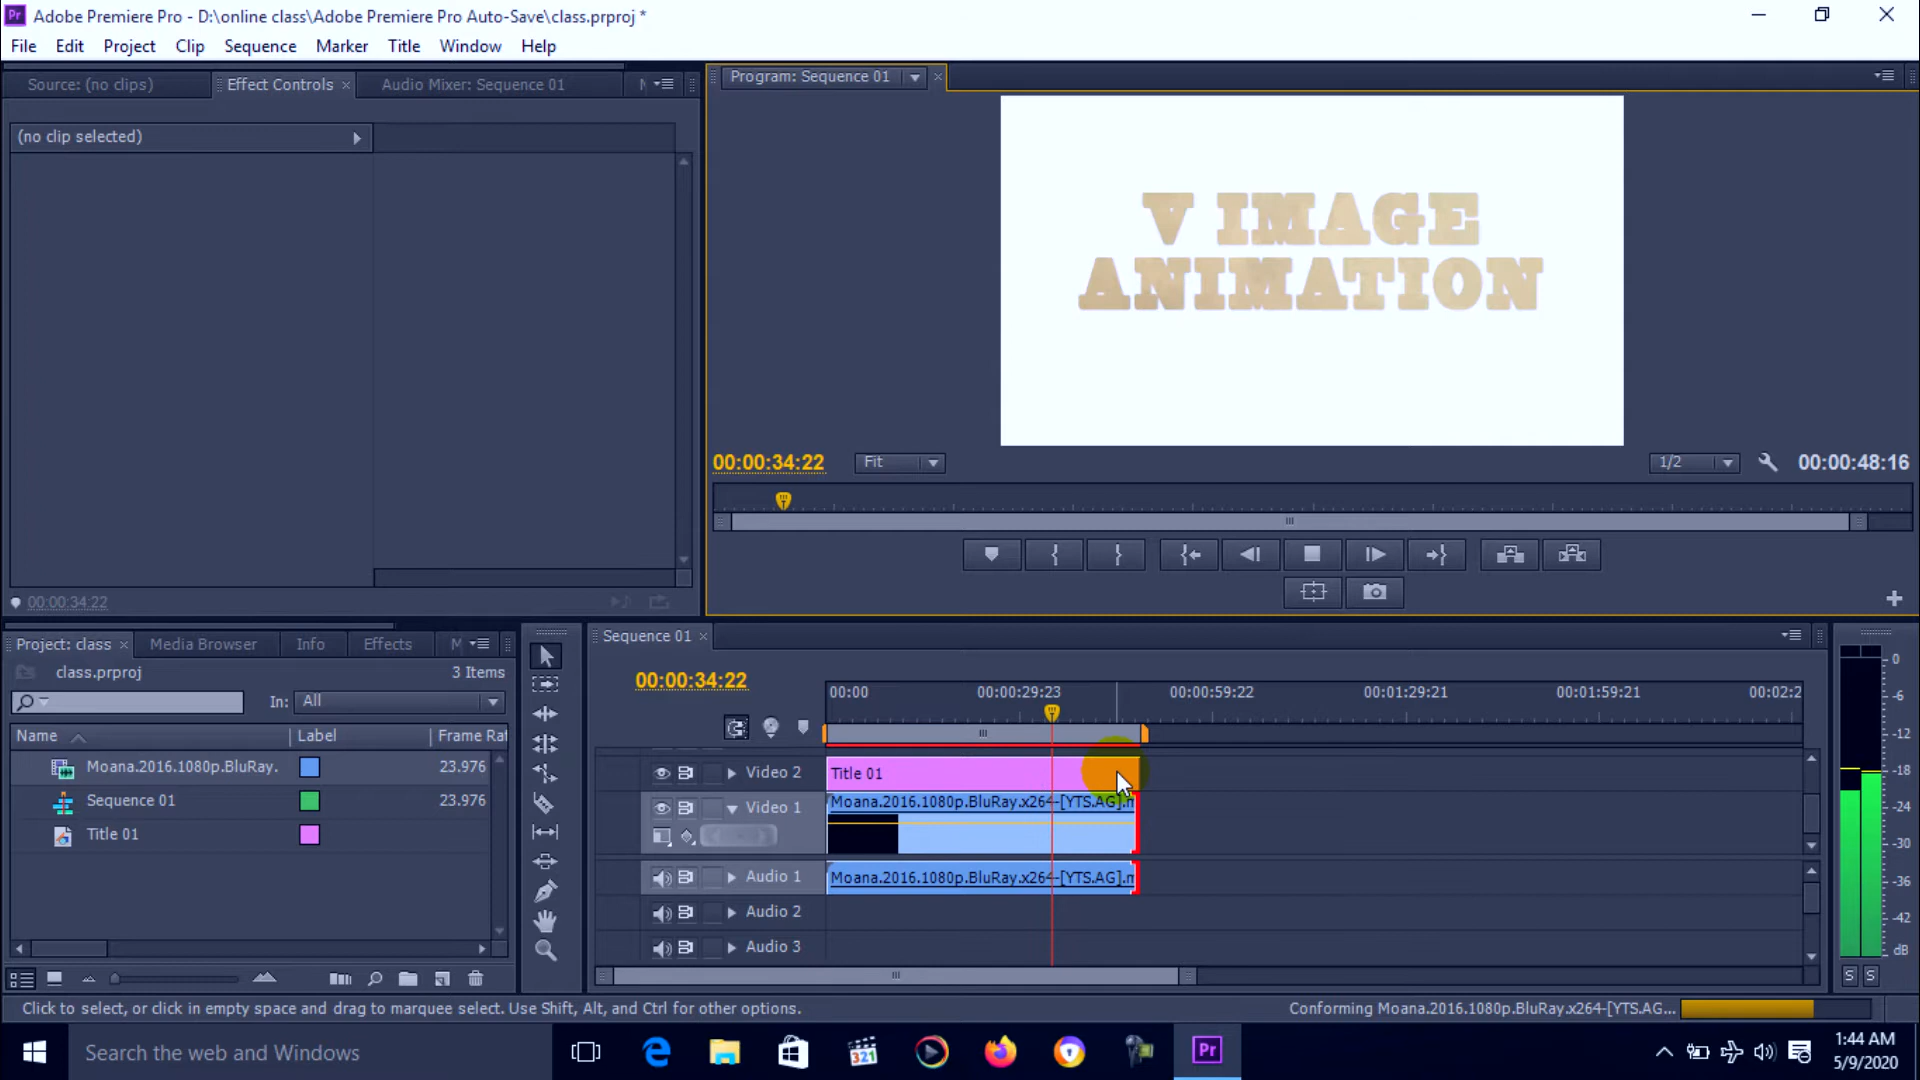 Adobe Premiere Pro - D:\online class\Adobe Premiere Pro Auto-Save\class.prproj *
File Edit Project Clip Sequence Marker Title Window Help
Source: (no clips) Effect Controls × Audio Mixer: Sequence 01
Program: Sequence 01
(no clip selected)
V IMAGE
ANIMATION
00:00:34:22 Fit 1/2 00:00:48:16
00:00:34:22
Project: class × Media Browser Info Effects
class.prproj 3 Items
In: All
Name Label Frame Rat
Moana.2016.1080p.BluRay. 23.976
Sequence 01 23.976
Title 01
Sequence 01 ×
00:00:34:22
00:00 00:00:29:23 00:00:59:22 00:01:29:21 00:01:59:21 00:02:2
Video 2 Title 01
Video 1 Moana.2016.1080p.BluRay.x264-[YTS.AG].m
Audio 1 Moana.2016.1080p.BluRay.x264-[YTS.AG].m
Audio 2
Audio 3
0
-6
-12
-18
-24
-30
-36
-42
dB
S S
Click to select, or click in empty space and drag to marquee select. Use Shift, Alt, and Ctrl for other options.
Conforming Moana.2016.1080p.BluRay.x264-[YTS.AG...
Search the web and Windows
321
Pr
1:44 AM
5/9/2020